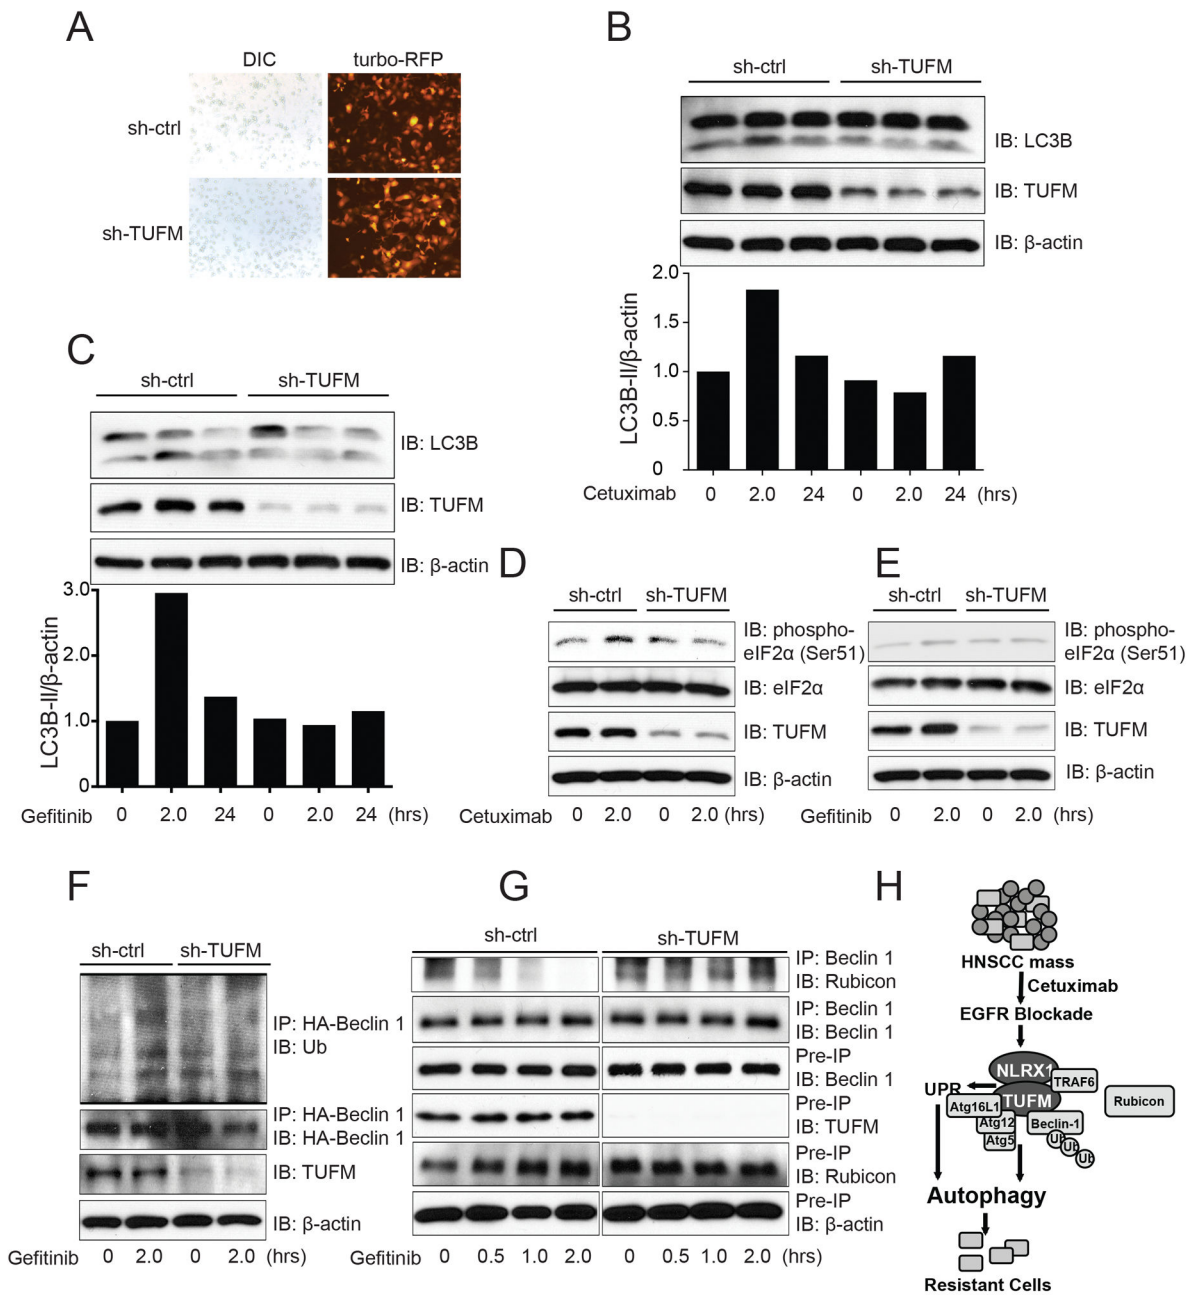 A
DIC
turbo-RFP
sh-ctrl
sh-TUFM
B
sh-ctrl
sh-TUFM
IB: LC3B
IB: TUFM
IB: β-actin
LC3B-II/β-actin
2.0
1.5
1.0
0.5
0
Cetuximab 0 2.0 24 0 2.0 24 (hrs)
C
sh-ctrl
sh-TUFM
IB: LC3B
IB: TUFM
IB: β-actin
LC3B-II/β-actin
3.0
2.0
1.0
0
Gefitinib 0 2.0 24 0 2.0 24 (hrs)
D
sh-ctrl sh-TUFM
IB: phospho-
eIF2α (Ser51)
IB: eIF2α
IB: TUFM
IB: β-actin
Cetuximab 0 2.0 0 2.0 (hrs)
E
sh-ctrl sh-TUFM
IB: phospho-
eIF2α (Ser51)
IB: eIF2α
IB: TUFM
IB: β-actin
Gefitinib 0 2.0 0 2.0 (hrs)
F
sh-ctrl sh-TUFM
IP: HA-Beclin 1
IB: Ub
IP: HA-Beclin 1
IB: HA-Beclin 1
IB: TUFM
IB: β-actin
Gefitinib 0 2.0 0 2.0 (hrs)
G
sh-ctrl
sh-TUFM
IP: Beclin 1
IB: Rubicon
IP: Beclin 1
IB: Beclin 1
Pre-IP
IB: Beclin 1
Pre-IP
IB: TUFM
Pre-IP
IB: Rubicon
Pre-IP
IB: β-actin
Gefitinib 0 0.5 1.0 2.0 0 0.5 1.0 2.0 (hrs)
H
HNSCC mass
Cetuximab
EGFR Blockade
NLRX1
TRAF6
UPR
TUFM
Rubicon
Atg16L1
Atg12
Beclin-1
Atg5
Ub
Ub
Ub
Autophagy
Resistant Cells